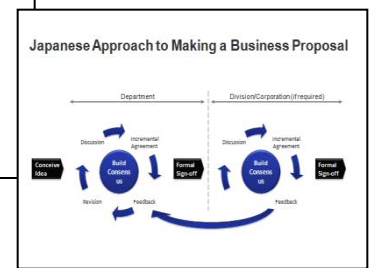 Japanese Approach to Making a Business Proposal
Department
Division/Corporation (if required)
Discussion
Incremental
Agreement
Conceive
Idea
Build
Consens
us
Formal
Sign-off
Revision
Feedback
Discussion
Incremental
Agreement
Build
Consens
us
Formal
Sign-off
Feedback